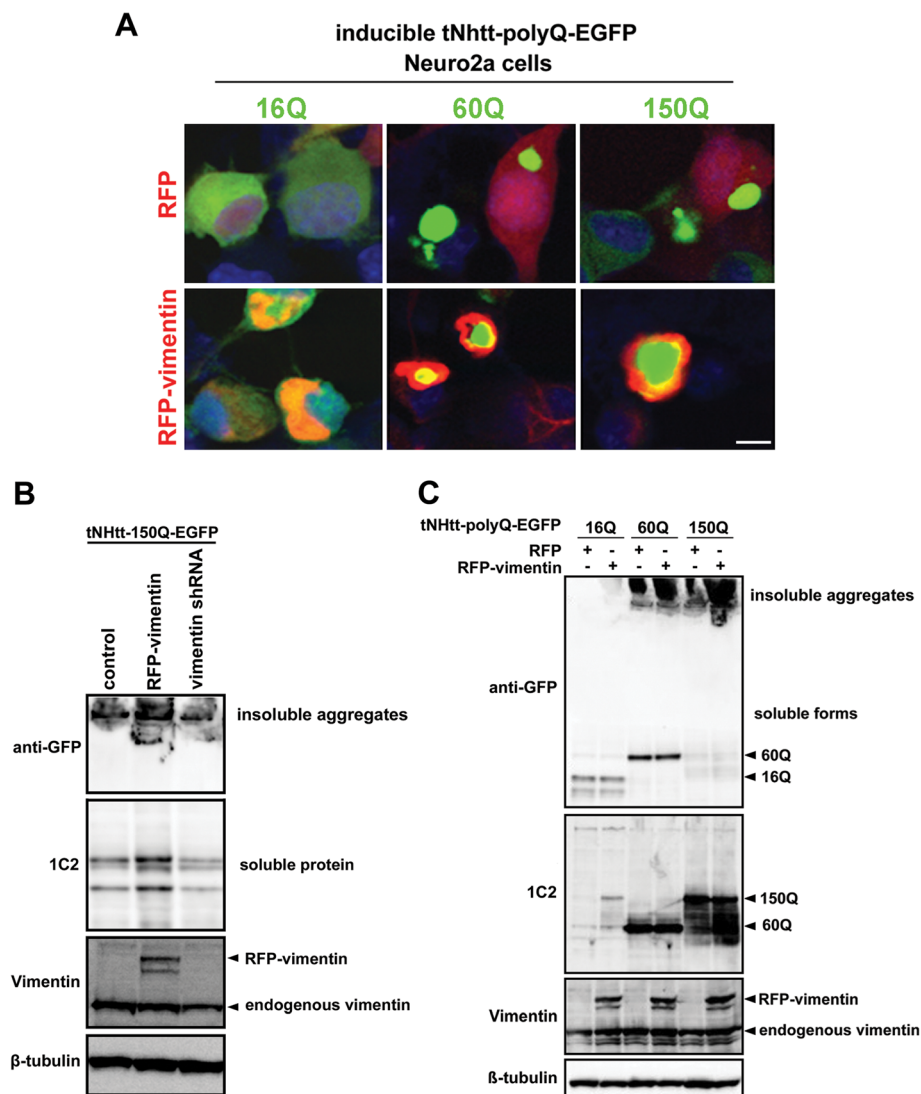 A
inducible tNhtt-polyQ-EGFP
Neuro2a cells
16Q 60Q 150Q
RFP
RFP-vimentin
B
tNHtt-150Q-EGFP
control
RFP-vimentin
vimentin shRNA
anti-GFP
insoluble aggregates
1C2
soluble protein
Vimentin
RFP-vimentin
endogenous vimentin
ß-tubulin
C
tNHtt-polyQ-EGFP 16Q 60Q 150Q
RFP + - + - + -
RFP-vimentin - + - + - +
insoluble aggregates
anti-GFP
soluble forms
60Q
16Q
1C2
150Q
60Q
Vimentin
RFP-vimentin
endogenous vimentin
ß-tubulin